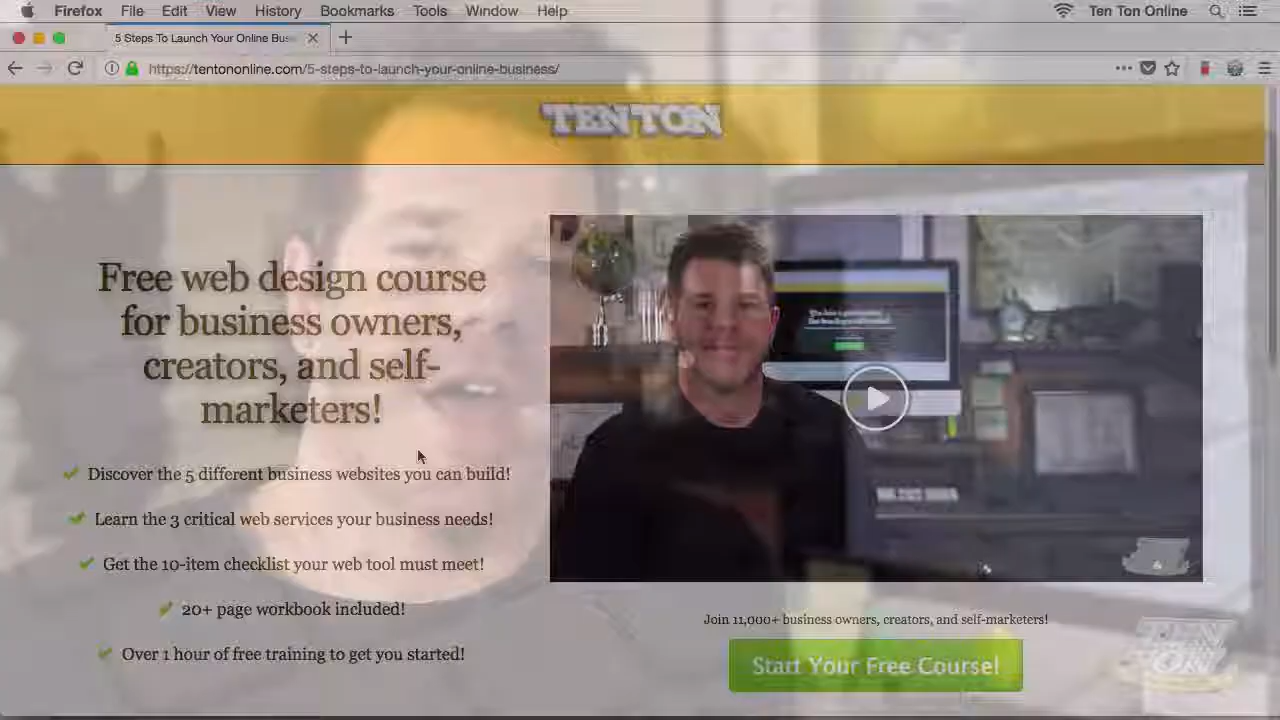 Firefox File Edit View History Bookmarks Tools Window Help Ten Ton Online
5 Steps To Launch Your Online Bus
https://tentononline.com/5-steps-to-launch-your-online-business/
TEN TON
Free web design course
for business owners,
creators, and self-
marketers!
Discover the 5 different business websites you can build!
Learn the 3 critical web services your business needs!
Get the 10-item checklist your web tool must meet!
20+ page workbook included!
Over 1 hour of free training to get you started!
Join 11,000+ business owners, creators, and self-marketers!
Start Your Free Course!